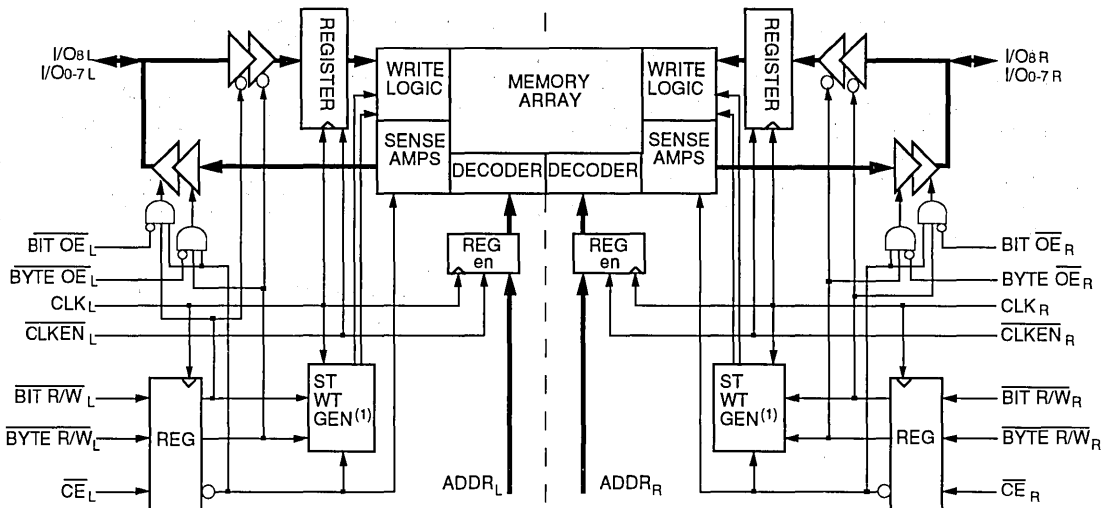 I/O8 L
I/O0-7 L
REGISTER
WRITE LOGIC
SENSE AMPS
MEMORY ARRAY
DECODER
DECODER
WRITE LOGIC
SENSE AMPS
REGISTER
I/O8 R
I/O0-7 R
BIT OE L
BYTE OE L
CLK L
CLKEN L
REG en
REG en
BIT OE R
BYTE OE R
CLK R
CLKEN R
BIT R/W L
BYTE R/W L
CE L
REG
ST WT GEN(1)
ADDR L
ADDR R
ST WT GEN(1)
REG
BIT R/W R
BYTE R/W R
CE R